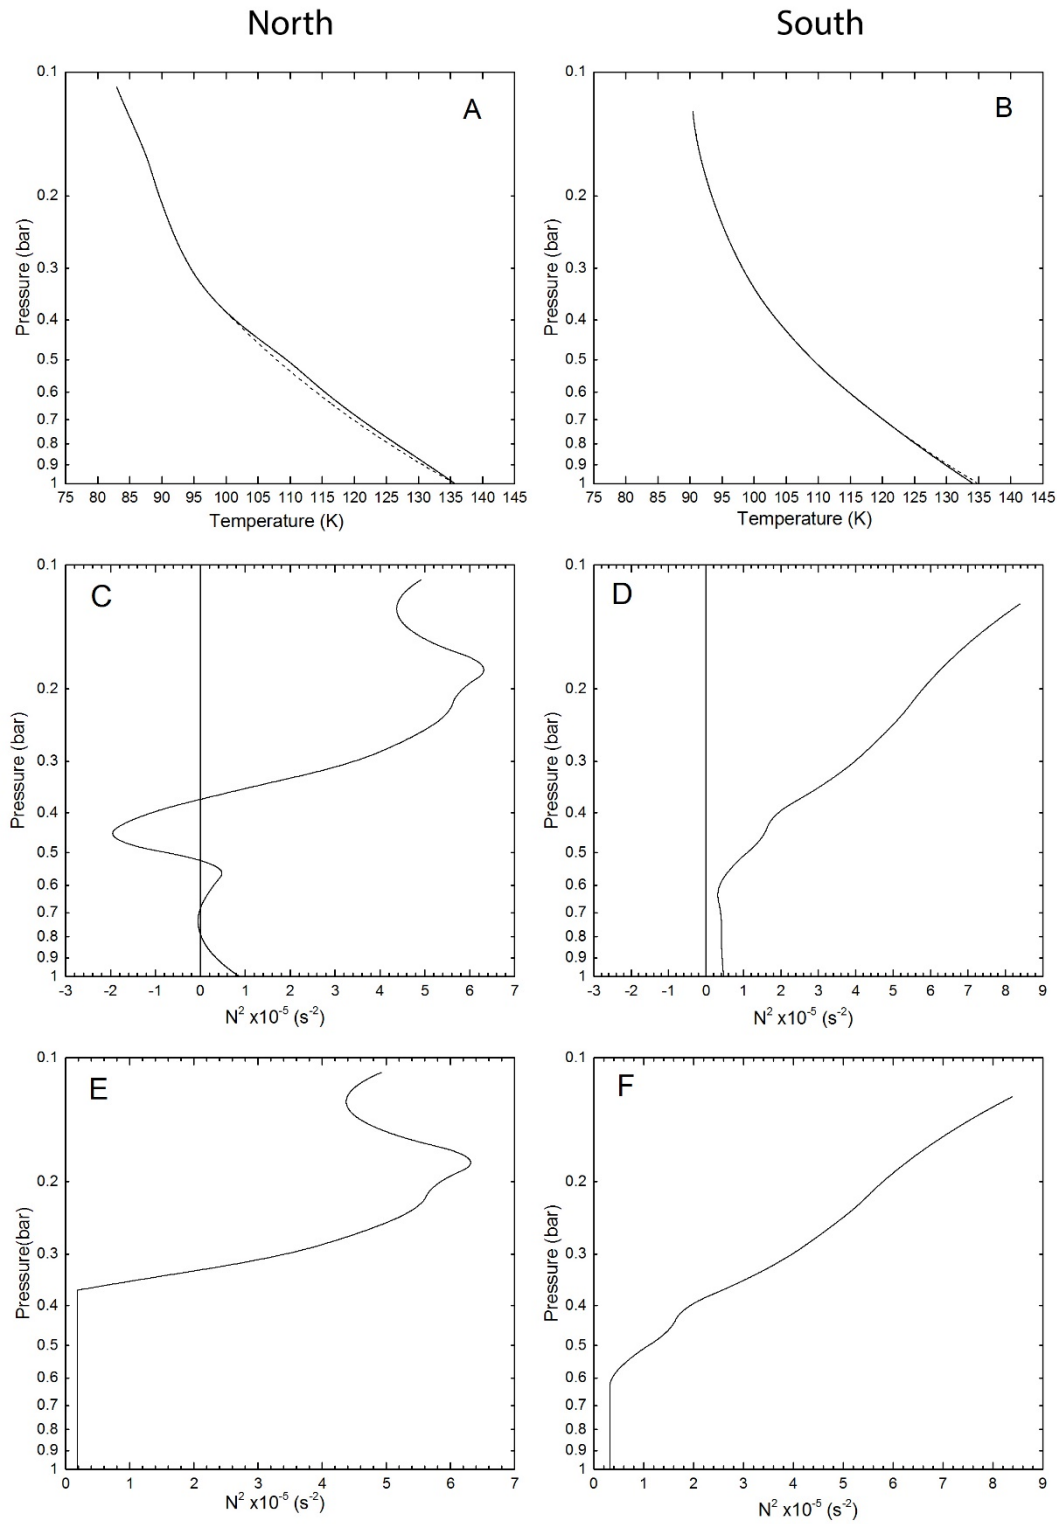 North
South
A
0.1
0.2
0.3
0.4
0.5
0.6
0.7
0.8
0.9
1
Pressure (bar)
75 80 85 90 95 100 105 110 115 120 125 130 135 140 145
Temperature (K)
B
0.1
0.2
0.3
0.4
0.5
0.6
0.7
0.8
0.9
1
Pressure (bar)
75 80 85 90 95 100 105 110 115 120 125 130 135 140 145
Temperature (K)
C
0.1
0.2
0.3
0.4
0.5
0.6
0.7
0.8
0.9
1
Pressure (bar)
-3 -2 -1 0 1 2 3 4 5 6 7
N² x10⁻⁵ (s⁻²)
D
0.1
0.2
0.3
0.4
0.5
0.6
0.7
0.8
0.9
1
Pressure (bar)
-3 -2 -1 0 1 2 3 4 5 6 7 8 9
N² x10⁻⁵ (s⁻²)
E
0.1
0.2
0.3
0.4
0.5
0.6
0.7
0.8
0.9
1
Pressure(bar)
0 1 2 3 4 5 6 7
N² x10⁻⁵ (s⁻²)
F
0.1
0.2
0.3
0.4
0.5
0.6
0.7
0.8
0.9
1
Pressure (bar)
0 1 2 3 4 5 6 7 8 9
N² x10⁻⁵ (s⁻²)